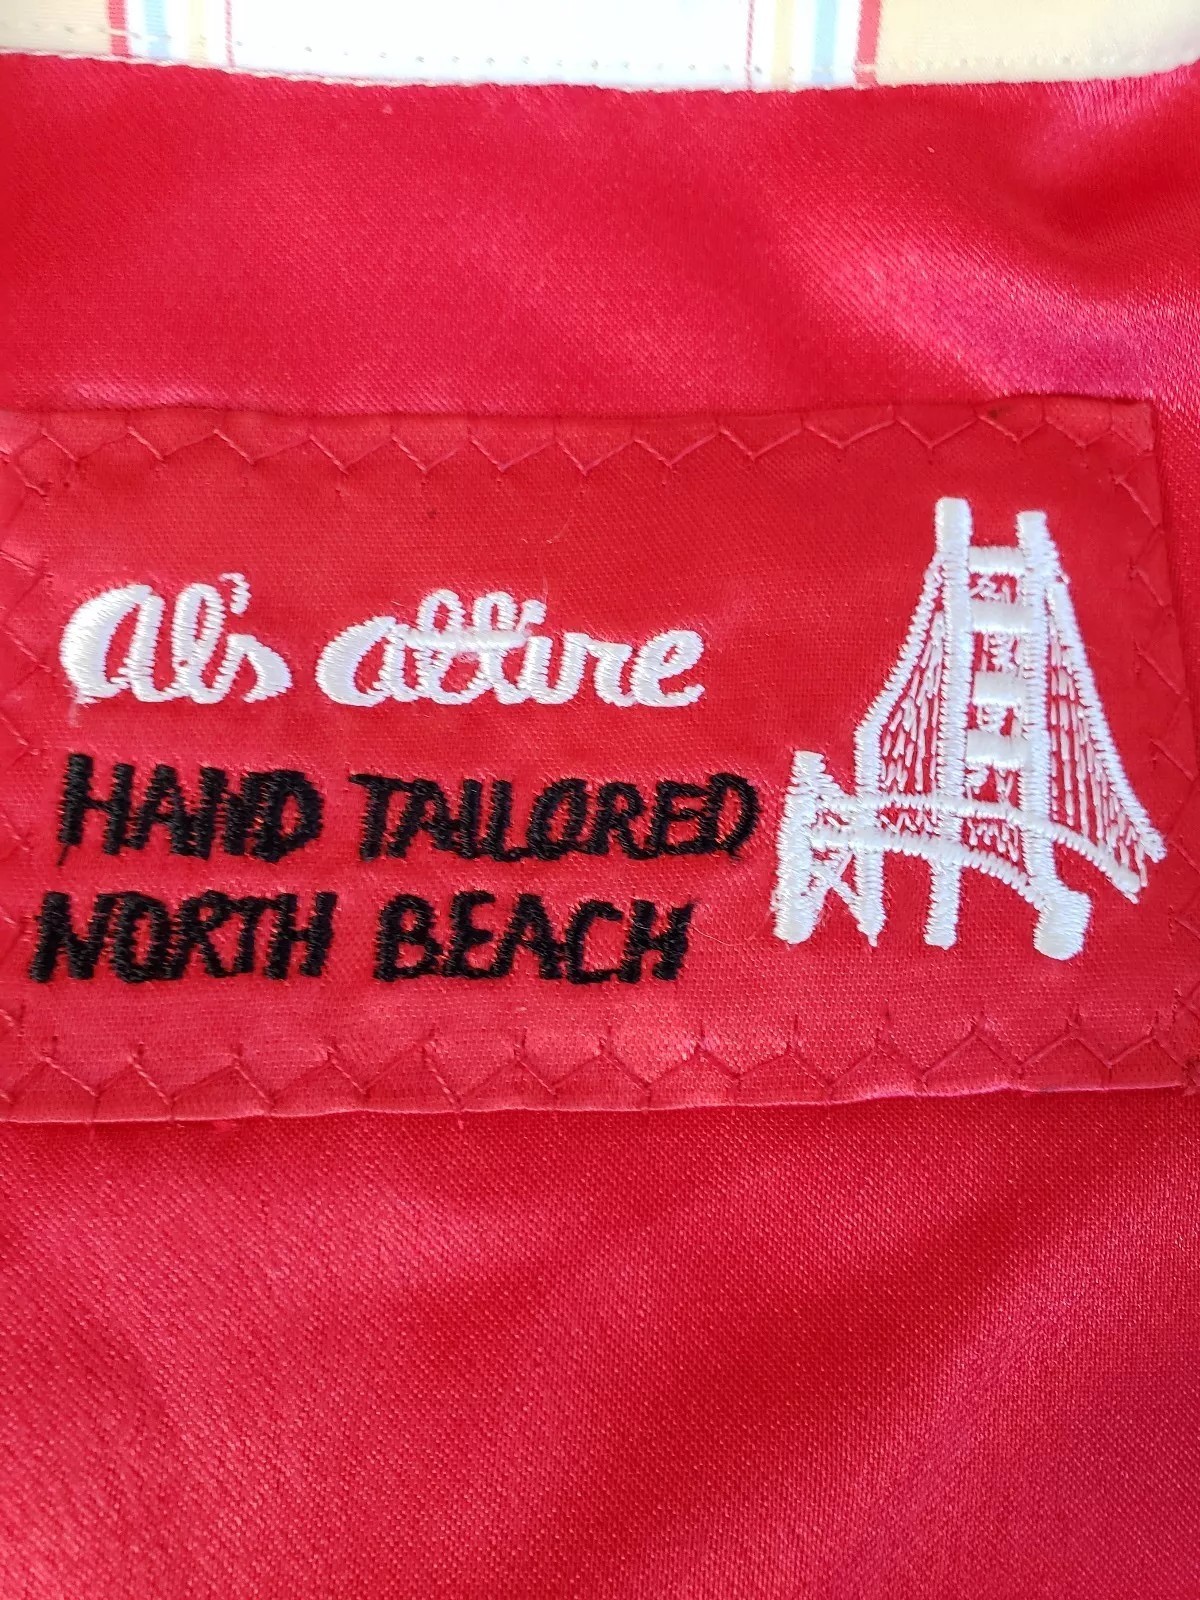 Al's attire
HAND TAILORED
NORTH BEACH